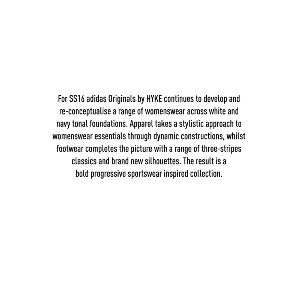 For SS16 adidas Originals by HYKE continues to develop and
re-conceptualise a range of womenswear across white and
navy tonal foundations. Apparel takes a stylistic approach to
womenswear essentials through dynamic constructions, whilst
footwear completes the picture with a range of three-stripes
classics and brand new silhouettes. The result is a
bold progressive sportswear inspired collection.